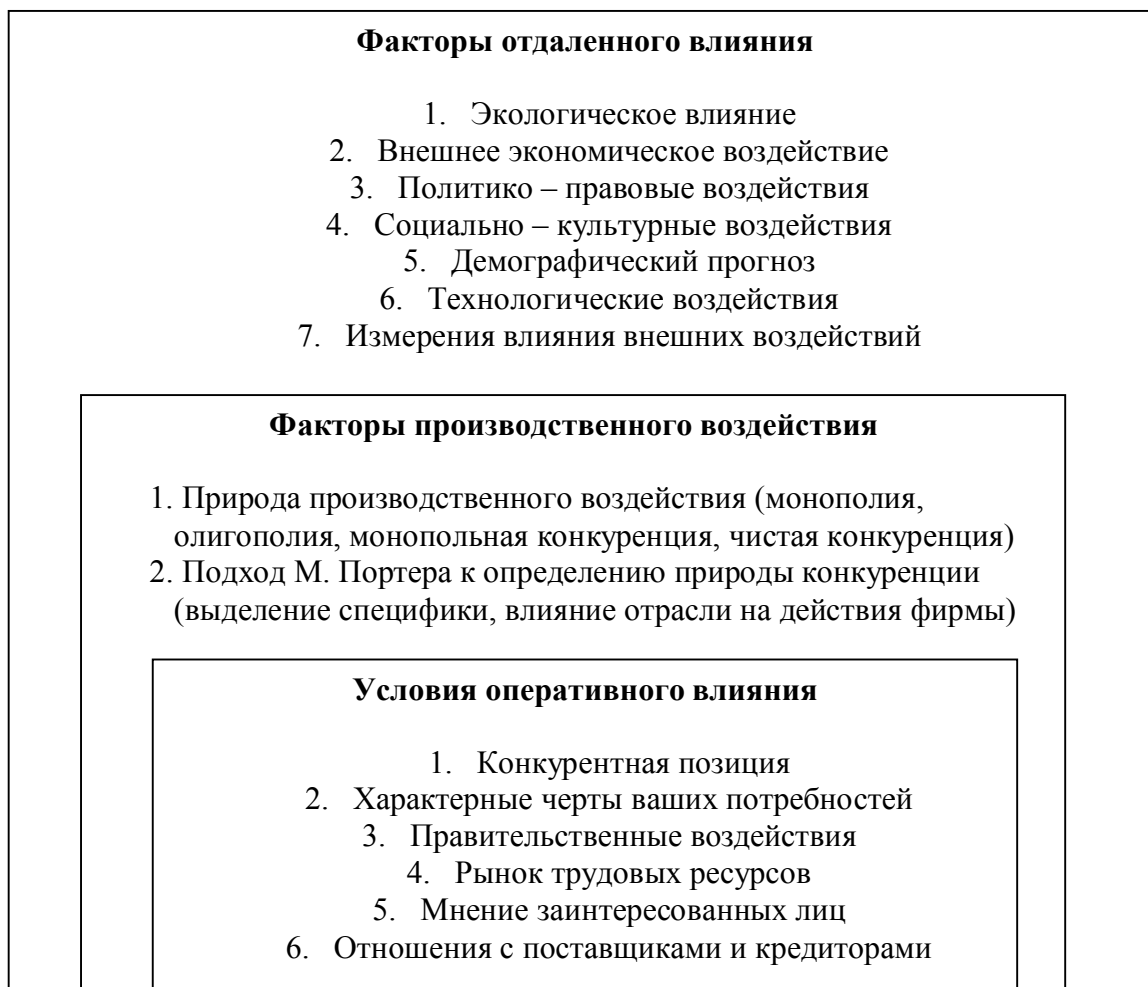 Факторы отдаленного влияния
1. Экологическое влияние
2. Внешнее экономическое воздействие
3. Политико – правовые воздействия
4. Социально – культурные воздействия
5. Демографический прогноз
6. Технологические воздействия
7. Измерения влияния внешних воздействий
Факторы производственного воздействия
1. Природа производственного воздействия (монополия,
олигополия, монопольная конкуренция, чистая конкуренция)
2. Подход М. Портера к определению природы конкуренции
(выделение специфики, влияние отрасли на действия фирмы)
Условия оперативного влияния
1. Конкурентная позиция
2. Характерные черты ваших потребностей
3. Правительственные воздействия
4. Рынок трудовых ресурсов
5. Мнение заинтересованных лиц
6. Отношения с поставщиками и кредиторами